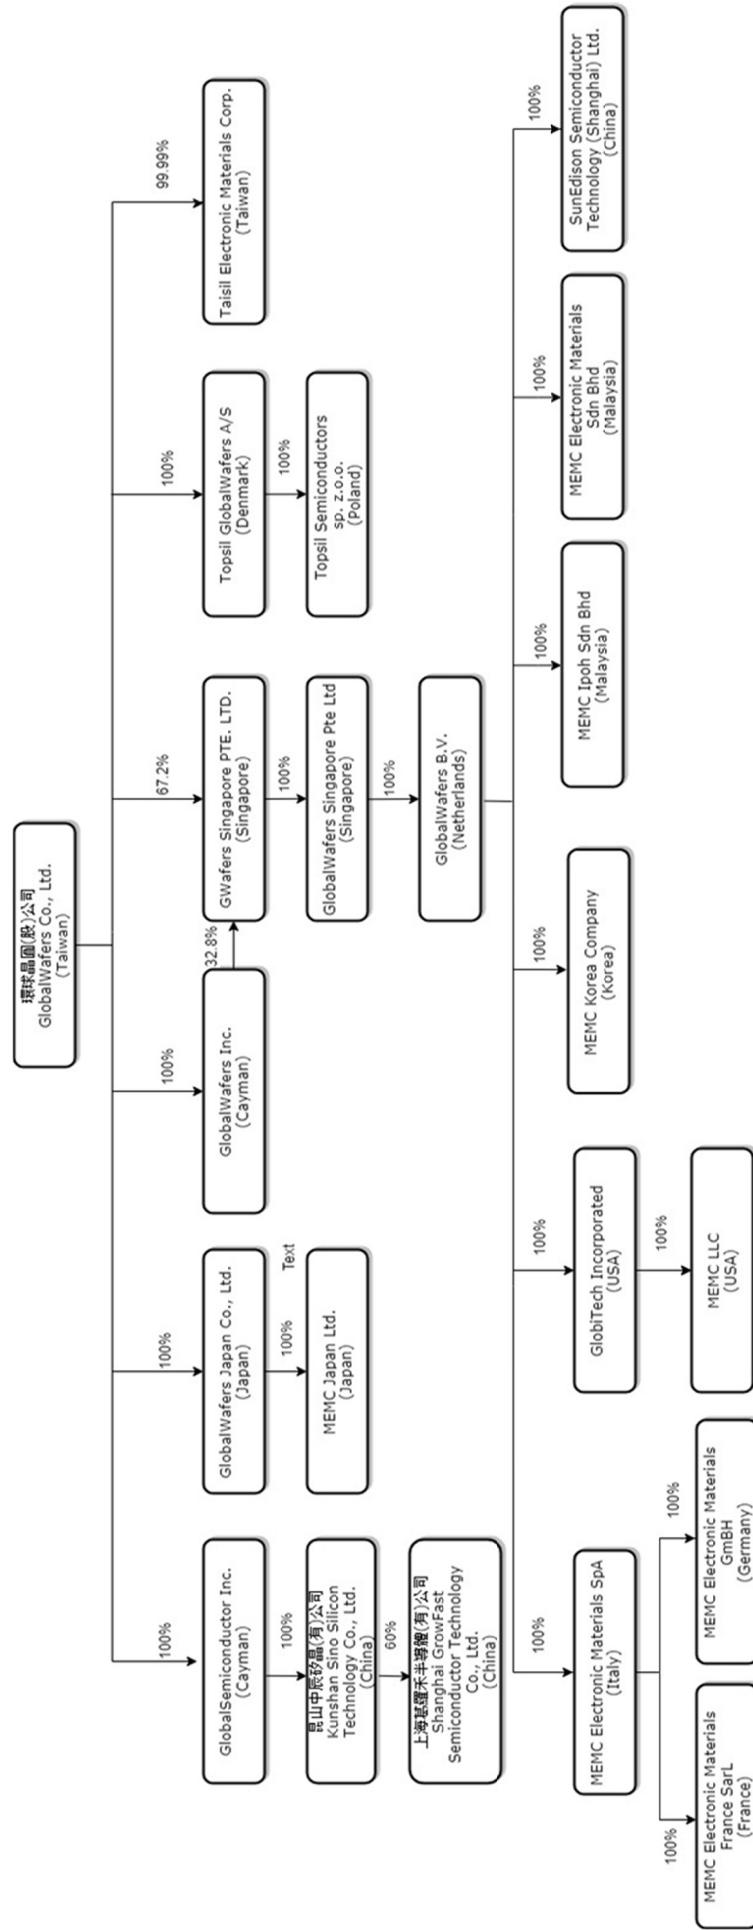 環球晶圓(股)公司
GlobalWafers Co., Ltd.
(Taiwan)
100%
100%
100%
67.2%
100%
99.99%
GlobalSemiconductor Inc.
(Cayman)
GlobalWafers Japan Co., Ltd.
(Japan)
GlobalWafers Inc.
(Cayman)
32.8%
GWafers Singapore PTE. LTD.
(Singapore)
Topsil GlobalWafers A/S
(Denmark)
Taisil Electronic Materials Corp.
(Taiwan)
100%
100%
Text
100%
100%
昆山中辰矽晶(有)公司
Kunshan Sino Silicon
Technology Co., Ltd.
(China)
MEMC Japan Ltd.
(Japan)
GlobalWafers Singapore Pte Ltd
(Singapore)
Topsil Semiconductors
sp. z.o.o.
(Poland)
60%
100%
上海葛羅禾半導體(有)公司
Shanghai GrowFast
Semiconductor Technology
Co., Ltd.
(China)
GlobalWafers B.V.
(Netherlands)
100%
100%
100%
100%
100%
100%
MEMC Electronic Materials SpA
(Italy)
GlobiTech Incorporated
(USA)
MEMC Korea Company
(Korea)
MEMC Ipoh Sdn Bhd
(Malaysia)
MEMC Electronic Materials
Sdn Bhd
(Malaysia)
SunEdison Semiconductor
Technology (Shanghai) Ltd.
(China)
100%
100%
100%
MEMC Electronic Materials
France SarL
(France)
MEMC Electronic Materials
GmBH
(Germany)
MEMC LLC
(USA)